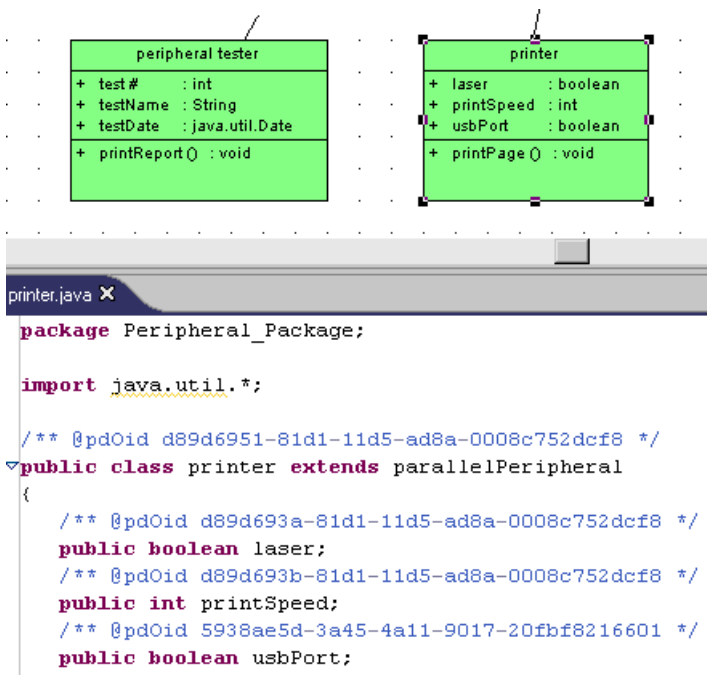 peripheral tester
+ test # : int
+ testName : String
+ testDate : java.util.Date
+ printReport () : void
printer
+ laser : boolean
+ printSpeed : int
+ usbPort : boolean
+ printPage () : void
printer.java
package Peripheral_Package;
import java.util.*;
/** @pdOid d89d6951-81d1-11d5-ad8a-0008c752dcf8 */
public class printer extends parallelPeripheral
{
/** @pdOid d89d693a-81d1-11d5-ad8a-0008c752dcf8 */
public boolean laser;
/** @pdOid d89d693b-81d1-11d5-ad8a-0008c752dcf8 */
public int printSpeed;
/** @pdOid 5938ae5d-3a45-4a11-9017-20fbf8216601 */
public boolean usbPort;